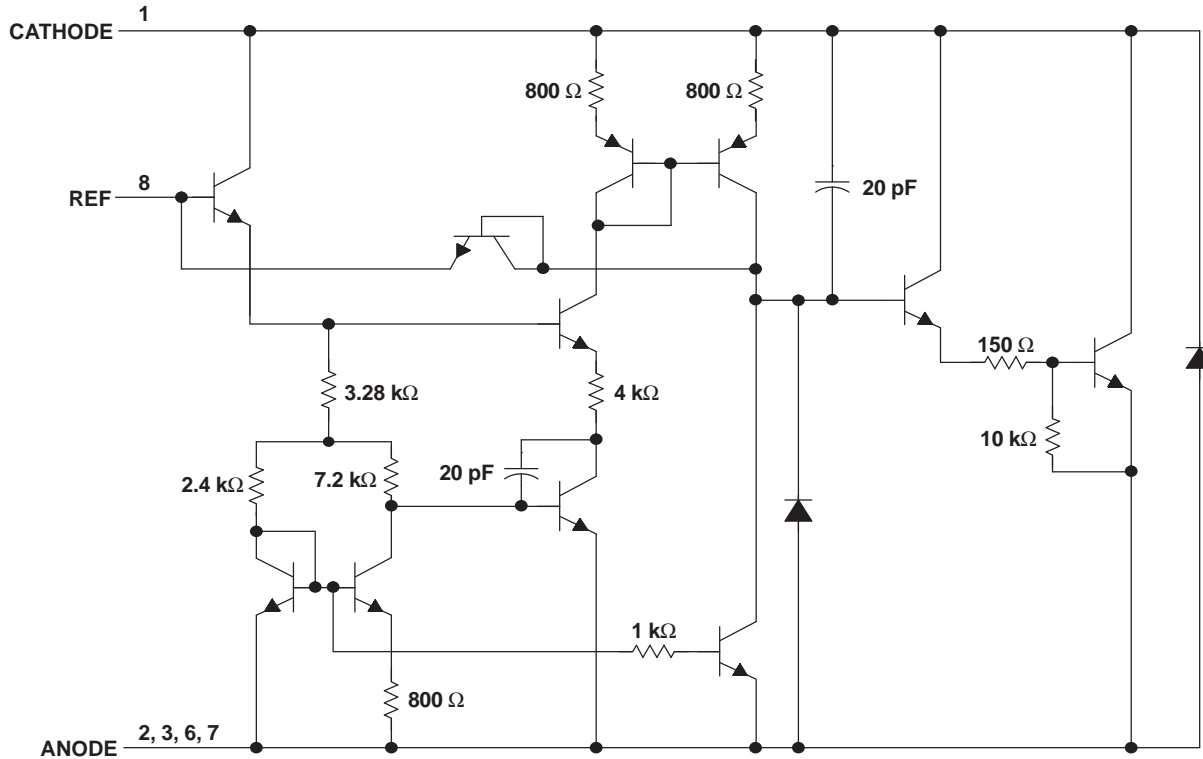 1
CATHODE
800 Ω
800 Ω
8
REF
20 pF
150 Ω
3.28 kΩ
4 kΩ
10 kΩ
20 pF
2.4 kΩ
7.2 kΩ
1 kΩ
800 Ω
2, 3, 6, 7
ANODE